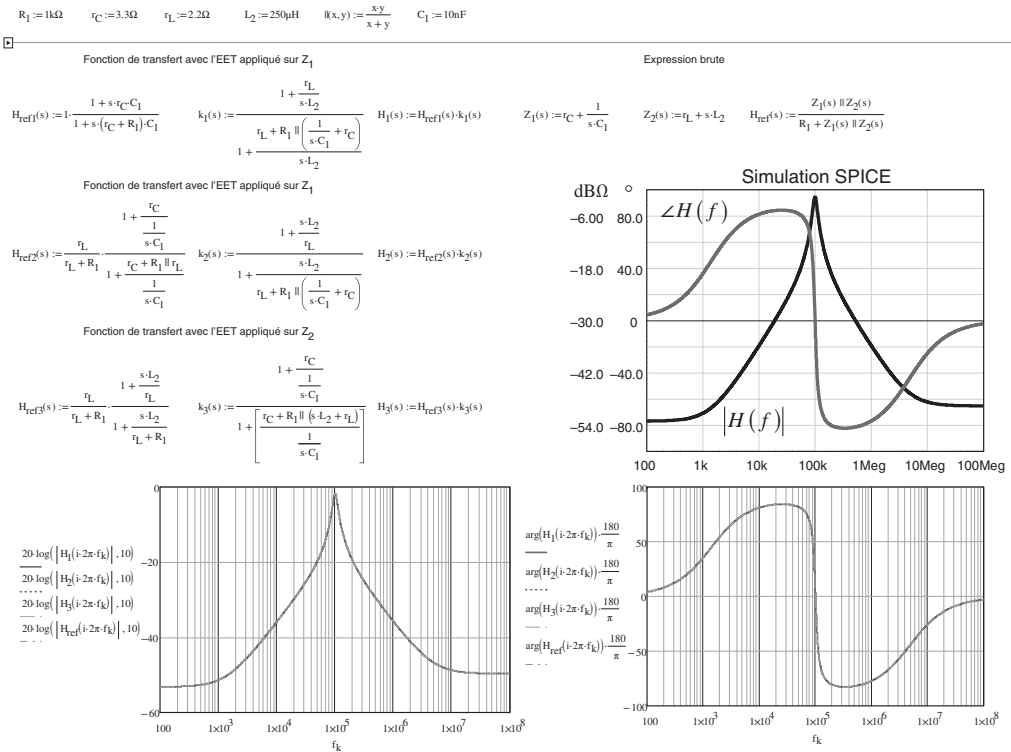 R1:=1kΩ rC:=3.3Ω rL:=2.2Ω L2:=250μH ||(x,y):=x·y/(x+y) C1:=10nF
Fonction de transfert avec l'EET appliqué sur Z1
Expression brute
Href1(s):=1·(1+s·rC·C1)/(1+s·(rC+R1)·C1) k1(s):=(1+rL/(s·L2))/(1+(rL+R1||(1/(s·C1)+rC))/(s·L2)) H1(s):=Href1(s)·k1(s)
Z1(s):=rC+1/(s·C1) Z2(s):=rL+s·L2 Href(s):=(Z1(s)||Z2(s))/(R1+Z1(s)||Z2(s))
Fonction de transfert avec l'EET appliqué sur Z1
Href2(s):=rL/(rL+R1)·(1+rC/(1/(s·C1)))/(1+(rC+R1||rL)/(1/(s·C1))) k2(s):=(1+s·L2/rL)/(1+s·L2/(rL+R1||(1/(s·C1)+rC))) H2(s):=Href2(s)·k2(s)
Fonction de transfert avec l'EET appliqué sur Z2
Href3(s):=rL/(rL+R1)·(1+s·L2/rL)/(1+s·L2/(rL+R1)) k3(s):=(1+rC/(1/(s·C1)))/(1+[(rC+R1||(s·L2+rL))/(1/(s·C1))]) H3(s):=Href3(s)·k3(s)
Simulation SPICE
dBΩ °
−6.00 80.0
−18.0 40.0
−30.0 0
−42.0 −40.0
−54.0 −80.0
∠H(f)
|H(f)|
100 1k 10k 100k 1Meg 10Meg 100Meg
20·log(|H1(i·2π·fk)|,10)
20·log(|H2(i·2π·fk)|,10)
20·log(|H3(i·2π·fk)|,10)
20·log(|Href(i·2π·fk)|,10)
0
−20
−40
−60
100 1×10³ 1×10⁴ 1×10⁵ 1×10⁶ 1×10⁷ 1×10⁸
fk
arg(H1(i·2π·fk))·180/π
arg(H2(i·2π·fk))·180/π
arg(H3(i·2π·fk))·180/π
arg(Href(i·2π·fk))·180/π
100
50
0
−50
−100
100 1×10³ 1×10⁴ 1×10⁵ 1×10⁶ 1×10⁷ 1×10⁸
fk